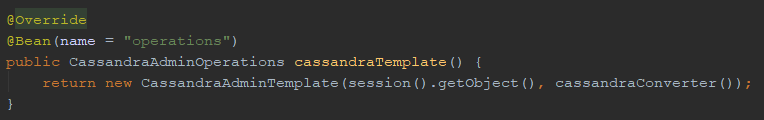 @Override
@Bean(name = "operations")
public CassandraAdminOperations cassandraTemplate() {
    return new CassandraAdminTemplate(session().getObject(), cassandraConverter());
}